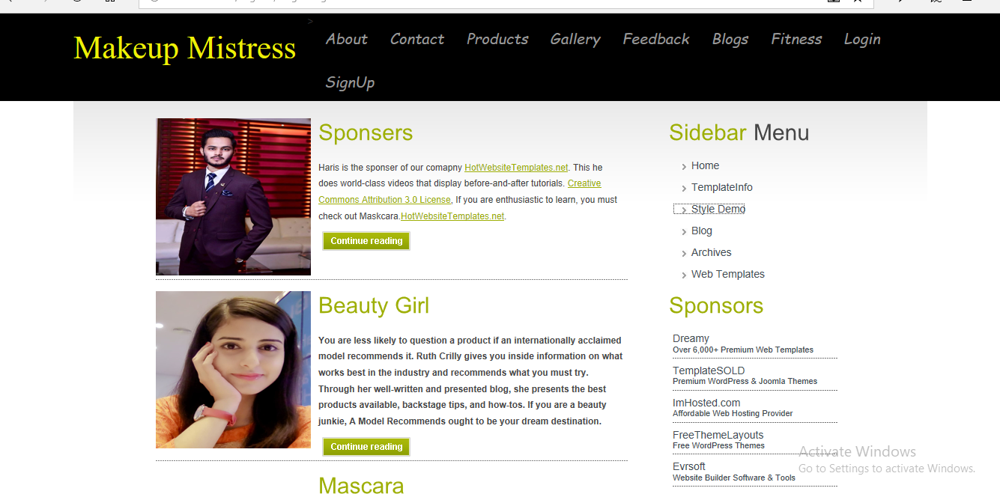 Makeup Mistress
>
About Contact Products Gallery Feedback Blogs Fitness Login
SignUp
Sponsers
Haris is the sponser of our comapny HotWebsiteTemplates.net. This he
does world-class videos that display before-and-after tutorials. Creative
Commons Attribution 3.0 License, If you are enthusiastic to learn, you must
check out Maskcara.HotWebsiteTemplates.net.
Continue reading
Beauty Girl
You are less likely to question a product if an internationally acclaimed
model recommends it. Ruth Crilly gives you inside information on what
works best in the industry and recommends what you must try.
Through her well-written and presented blog, she presents the best
products available, backstage tips, and how-tos. If you are a beauty
junkie, A Model Recommends ought to be your dream destination.
Continue reading
Mascara
Sidebar Menu
Home
TemplateInfo
Style Demo
Blog
Archives
Web Templates
Sponsors
Dreamy
Over 6,000+ Premium Web Templates
TemplateSOLD
Premium WordPress & Joomla Themes
ImHosted.com
Affordable Web Hosting Provider
FreeThemeLayouts
Free WordPress Themes
Evrsoft
Website Builder Software & Tools
Activate Windows
Go to Settings to activate Windows.